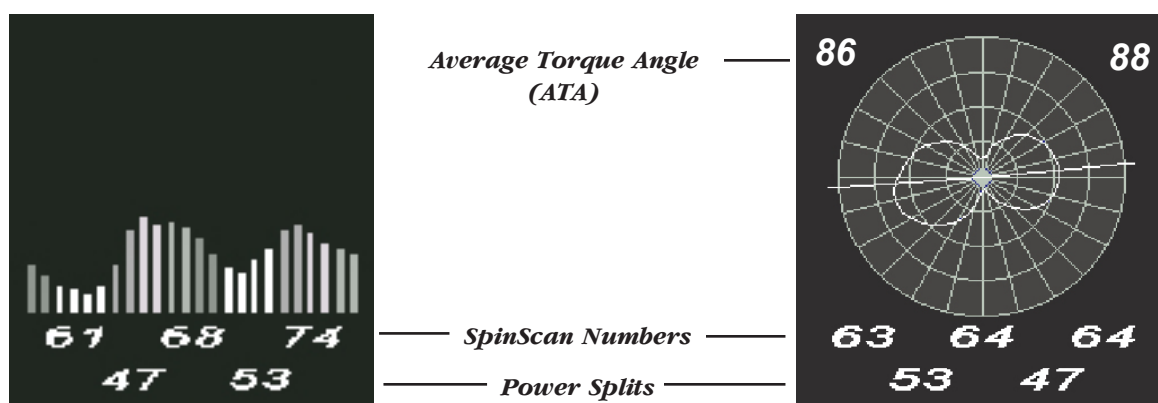 86
88
Average Torque Angle
(ATA)
61 68 74
SpinScan Numbers
63 64 64
47 53
Power Splits
53 47